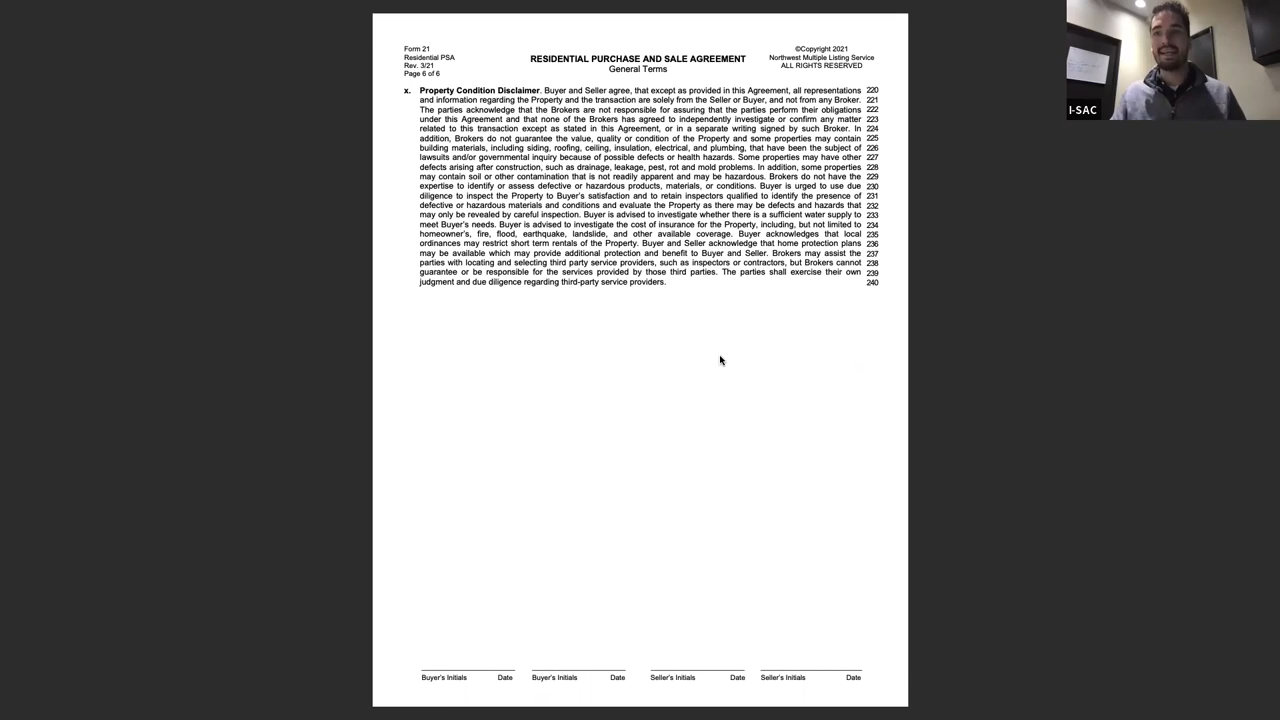 Form 21
Residential PSA
Rev. 3/21
Page 6 of 6
RESIDENTIAL PURCHASE AND SALE AGREEMENT
General Terms
©Copyright 2021
Northwest Multiple Listing Service
ALL RIGHTS RESERVED
x. Property Condition Disclaimer. Buyer and Seller agree, that except as provided in this Agreement, all representations 220
and information regarding the Property and the transaction are solely from the Seller or Buyer, and not from any Broker. 221
The parties acknowledge that the Brokers are not responsible for assuring that the parties perform their obligations 222
under this Agreement and that none of the Brokers has agreed to independently investigate or confirm any matter 223
related to this transaction except as stated in this Agreement, or in a separate writing signed by such Broker. In 224
addition, Brokers do not guarantee the value, quality or condition of the Property and some properties may contain 225
building materials, including siding, roofing, ceiling, insulation, electrical, and plumbing, that have been the subject of 226
lawsuits and/or governmental inquiry because of possible defects or health hazards. Some properties may have other 227
defects arising after construction, such as drainage, leakage, pest, rot and mold problems. In addition, some properties 228
may contain soil or other contamination that is not readily apparent and may be hazardous. Brokers do not have the 229
expertise to identify or assess defective or hazardous products, materials, or conditions. Buyer is urged to use due 230
diligence to inspect the Property to Buyer's satisfaction and to retain inspectors qualified to identify the presence of 231
defective or hazardous materials and conditions and evaluate the Property as there may be defects and hazards that 232
may only be revealed by careful inspection. Buyer is advised to investigate whether there is a sufficient water supply to 233
meet Buyer's needs. Buyer is advised to investigate the cost of insurance for the Property, including, but not limited to 234
homeowner's, fire, flood, earthquake, landslide, and other available coverage. Buyer acknowledges that local 235
ordinances may restrict short term rentals of the Property. Buyer and Seller acknowledge that home protection plans 236
may be available which may provide additional protection and benefit to Buyer and Seller. Brokers may assist the 237
parties with locating and selecting third party service providers, such as inspectors or contractors, but Brokers cannot 238
guarantee or be responsible for the services provided by those third parties. The parties shall exercise their own 239
judgment and due diligence regarding third-party service providers. 240
Buyer's Initials Date Buyer's Initials Date Seller's Initials Date Seller's Initials Date
I-SAC